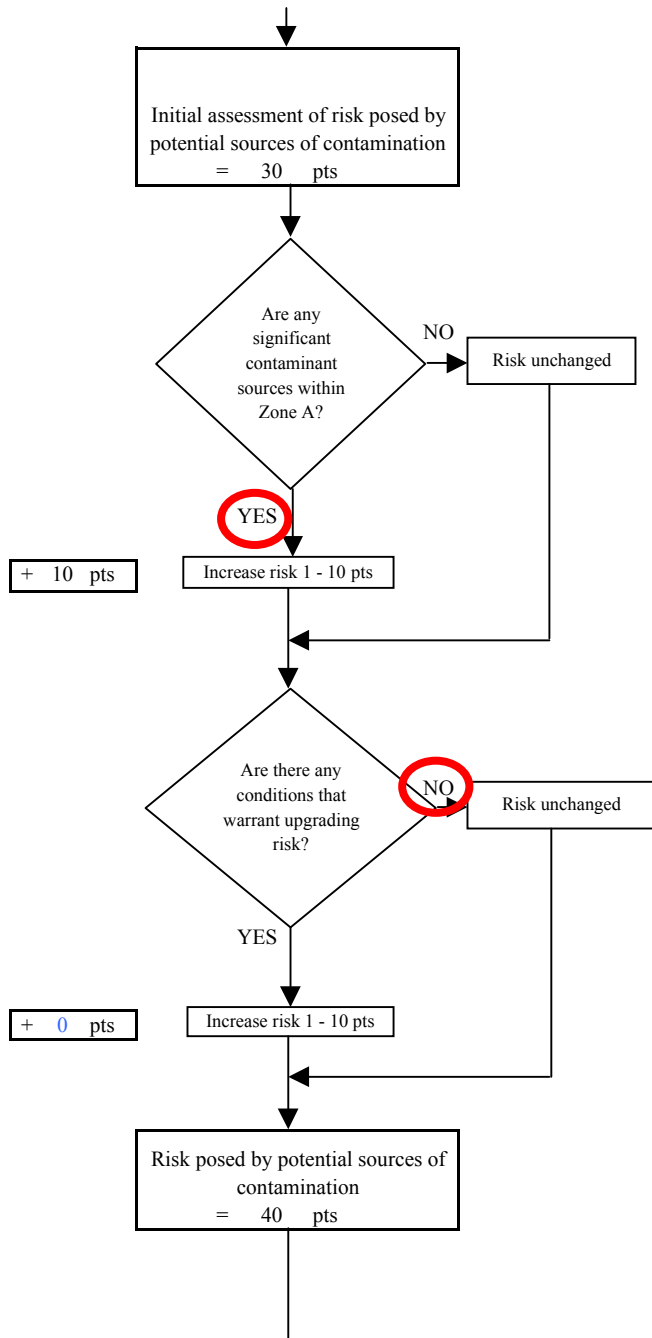 Initial assessment of risk posed by
potential sources of contamination
= 30 pts
Are any
significant
contaminant
sources within
Zone A?
NO
Risk unchanged
YES
+ 10 pts
Increase risk 1 - 10 pts
Are there any
conditions that
warrant upgrading
risk?
NO
Risk unchanged
YES
+ 0 pts
Increase risk 1 - 10 pts
Risk posed by potential sources of
contamination
= 40 pts